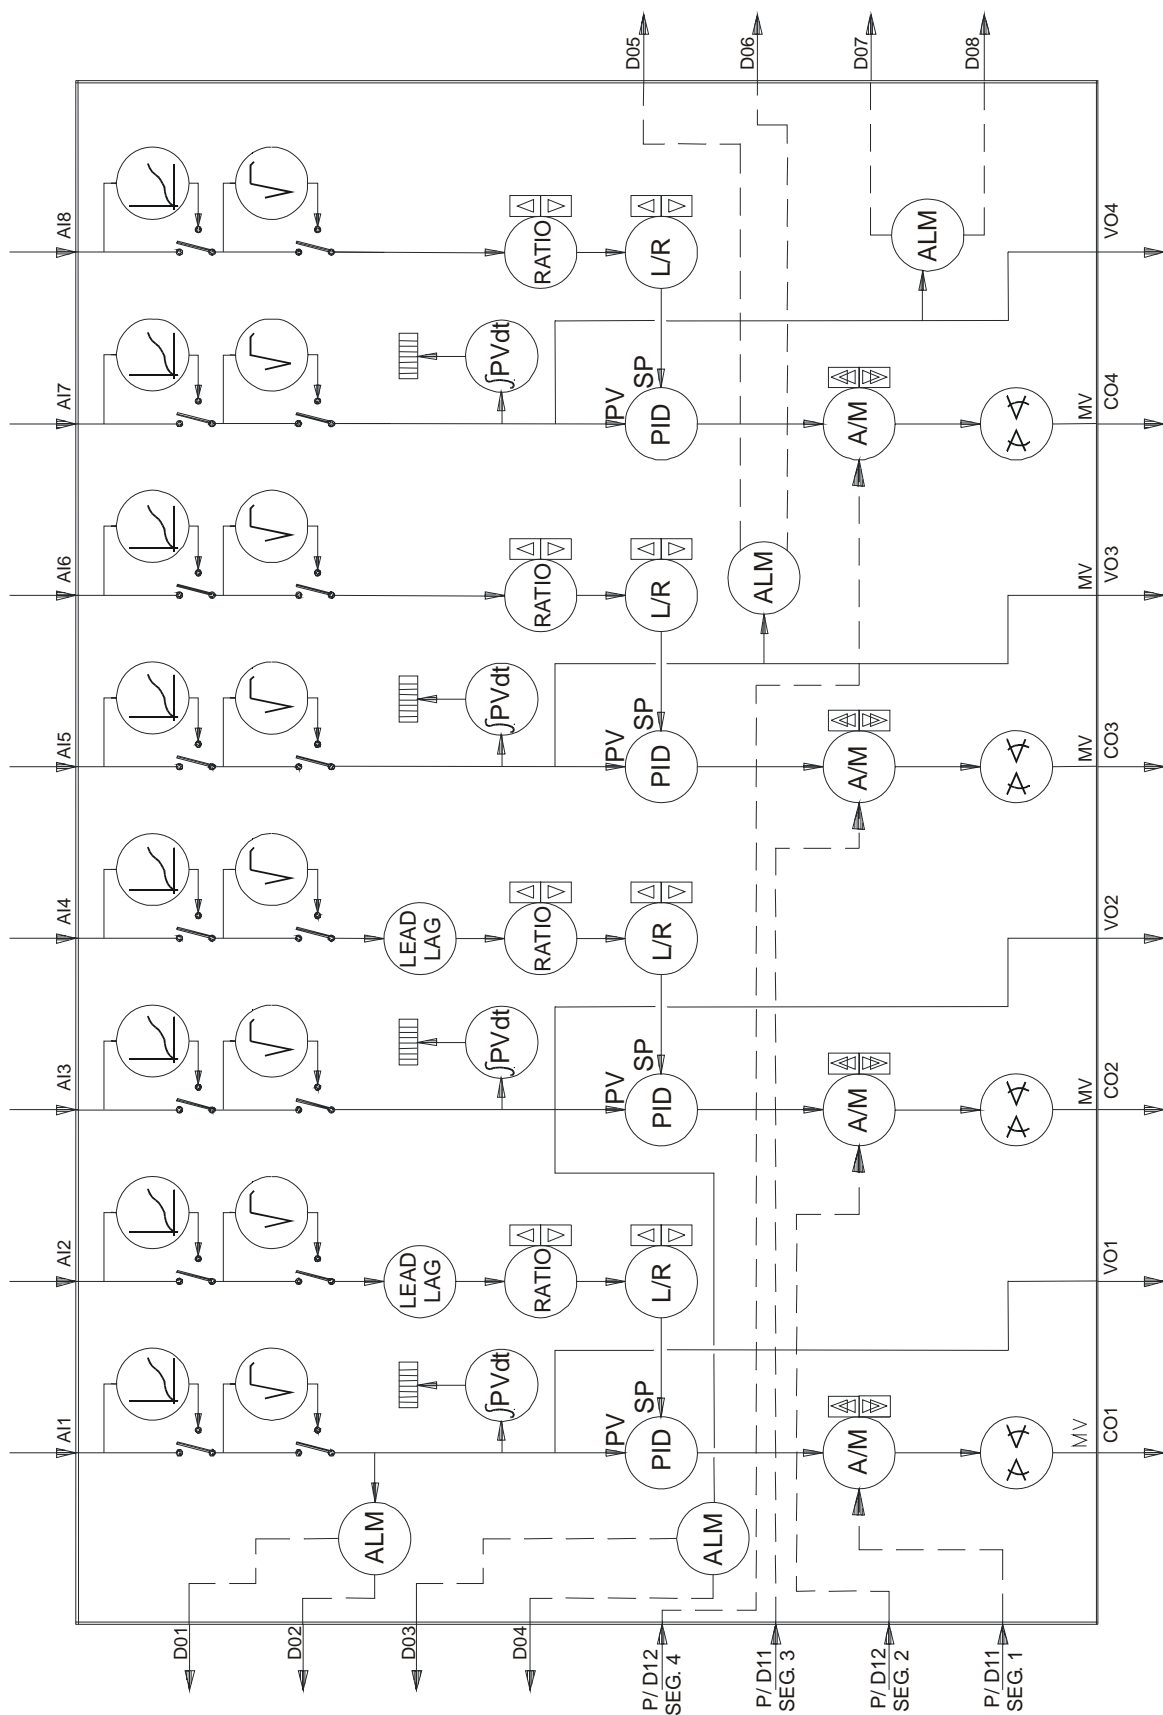 D05
D06
D07
D08
AI8
RATIO
L/R
ALM
VO4
AI7
∫PVdt
PV
SP
PID
A/M
MV
CO4
AI6
RATIO
L/R
ALM
MV
VO3
AI5
∫PVdt
PV
SP
PID
A/M
MV
CO3
AI4
LEAD
LAG
RATIO
L/R
VO2
AI3
∫PVdt
PV
SP
PID
A/M
MV
CO2
AI2
LEAD
LAG
RATIO
L/R
VO1
AI1
∫PVdt
PV
SP
PID
A/M
MV
CO1
ALM
ALM
D01
D02
D03
D04
P/ D12
SEG. 4
P/ D11
SEG. 3
P/ D12
SEG. 2
P/ D11
SEG. 1